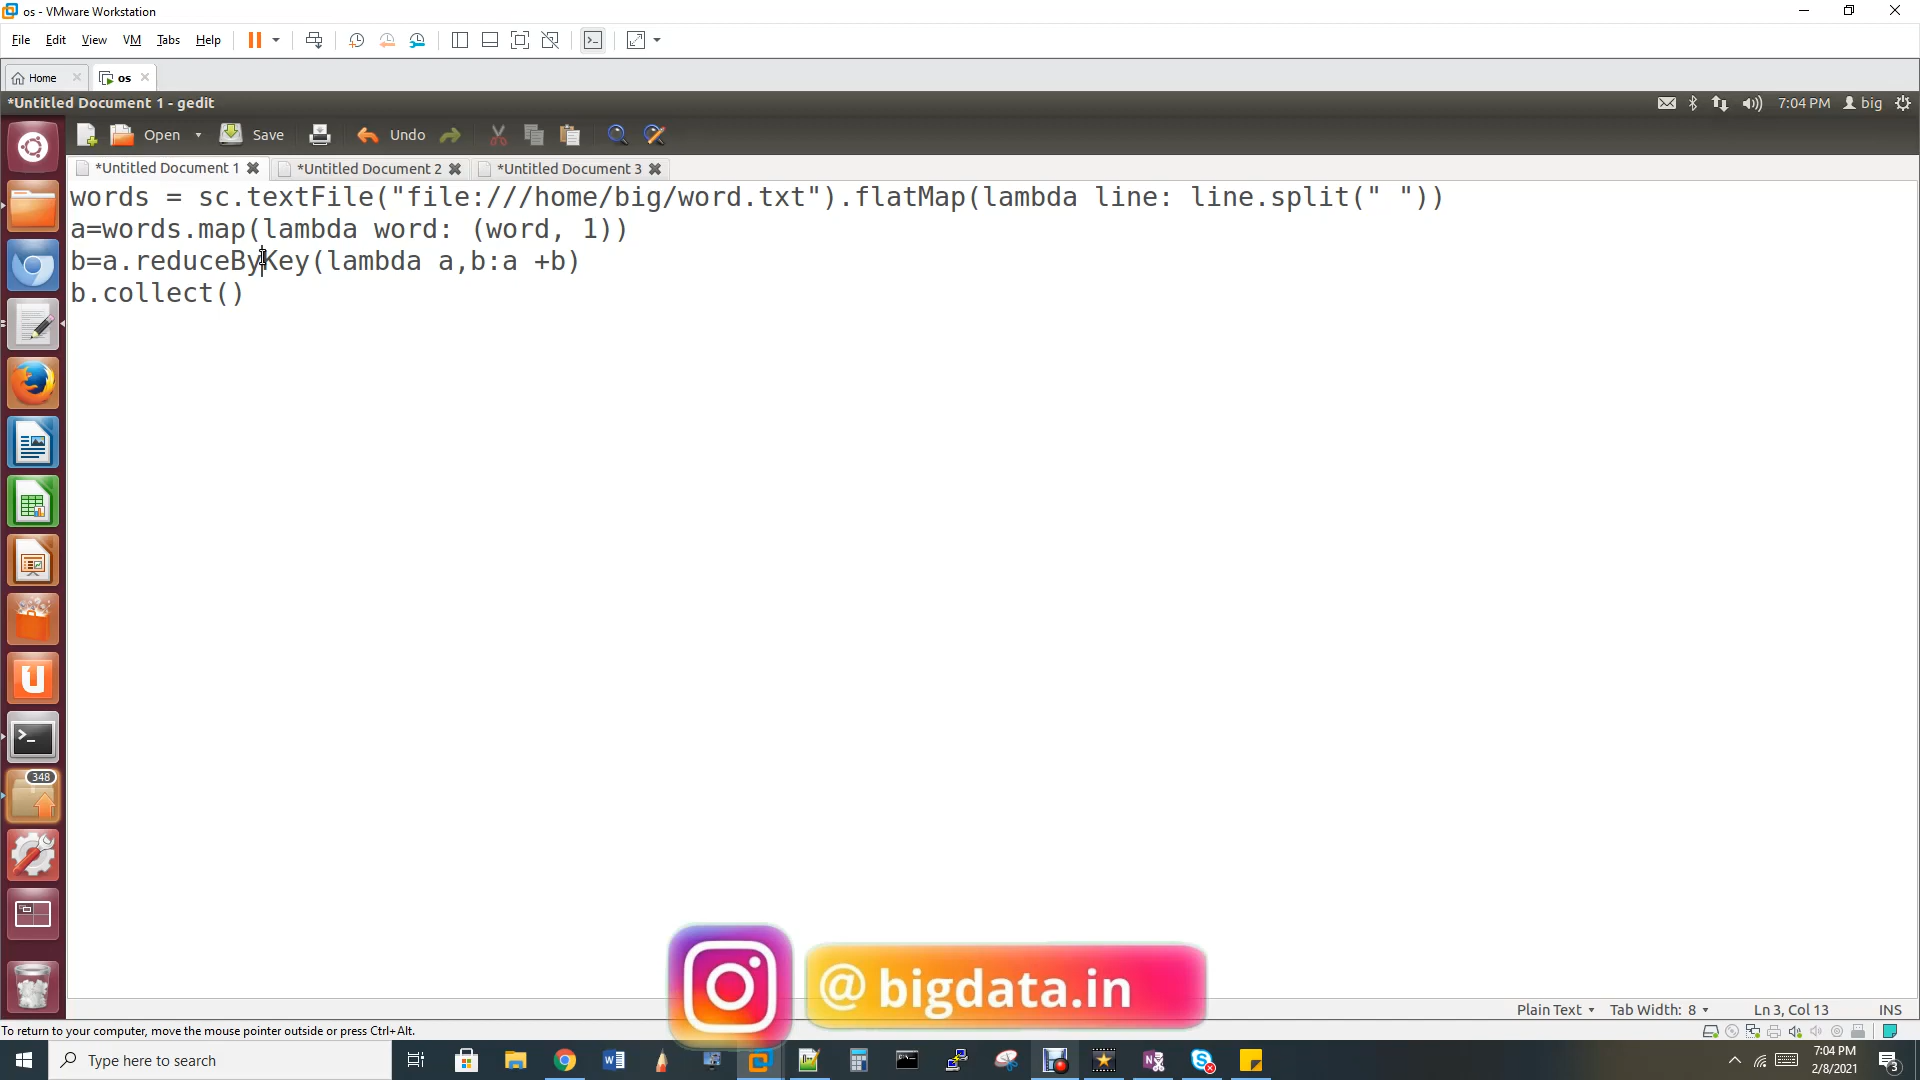 os - VMware Workstation
File Edit View VM Tabs Help
Home os
*Untitled Document 1 - gedit
7:04 PM big
Open Save Undo
*Untitled Document 1 *Untitled Document 2 *Untitled Document 3
words = sc.textFile("file:///home/big/word.txt").flatMap(lambda line: line.split(" "))
a=words.map(lambda word: (word, 1))
b=a.reduceByKey(lambda a,b:a +b)
b.collect()
348
@ bigdata.in
Plain Text Tab Width: 8 Ln 3, Col 13 INS
To return to your computer, move the mouse pointer outside or press Ctrl+Alt.
Type here to search
7:04 PM
2/8/2021
3